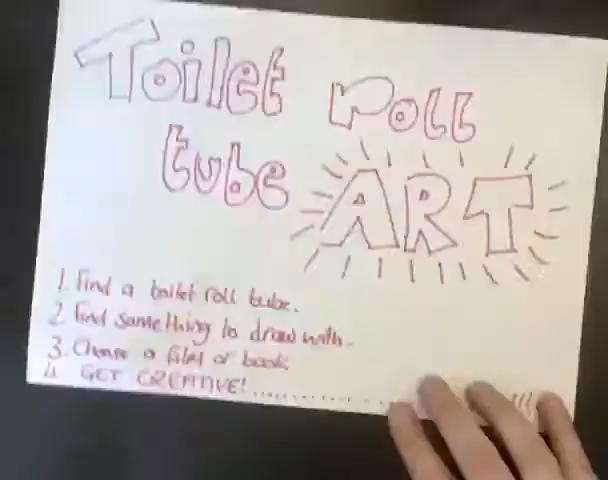 Toilet roll
tube ART
1. Find a toilet roll tube.
2. Find something to draw with.
3. Choose a film or book
4. GET CREATIVE!..............................!!!